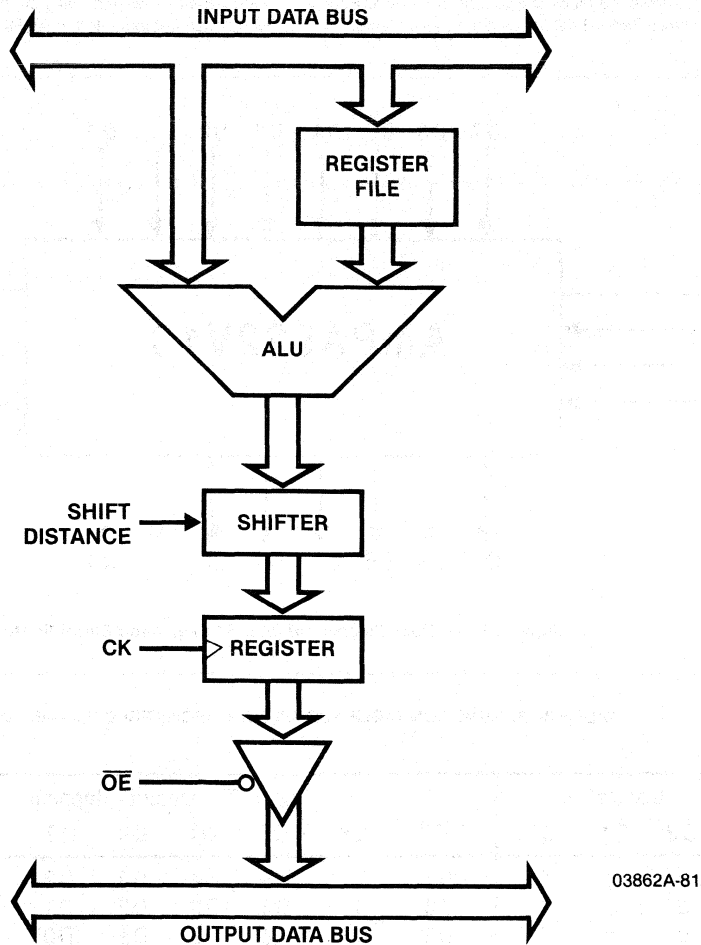 INPUT DATA BUS
REGISTER
FILE
ALU
SHIFT
DISTANCE
SHIFTER
CK
REGISTER
OE
03862A-81
OUTPUT DATA BUS